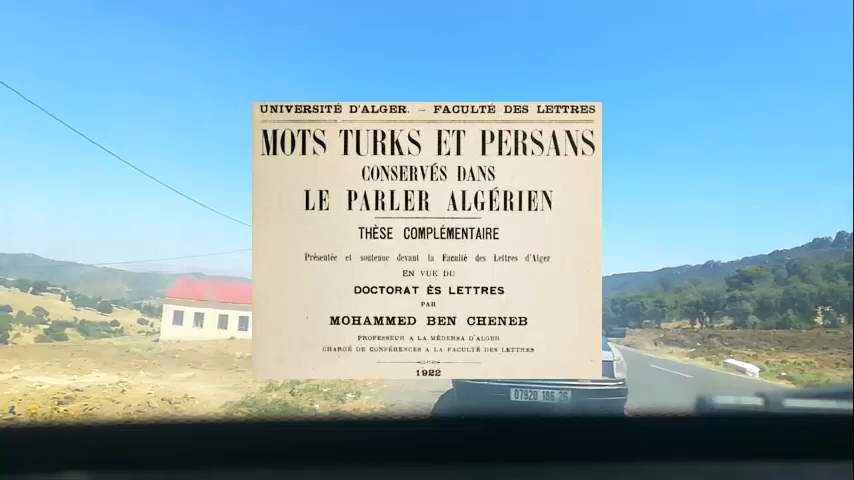 UNIVERSITÉ D'ALGER. — FACULTÉ DES LETTRES
MOTS TURKS ET PERSANS
CONSERVÉS DANS
LE PARLER ALGÉRIEN
THÈSE COMPLÉMENTAIRE
Présentée et soutenue devant la Faculté des Lettres d'Alger
EN VUE DU
DOCTORAT ÈS LETTRES
PAR
MOHAMMED BEN CHENEB
PROFESSEUR A LA MÉDERSA D'ALGER
CHARGÉ DE CONFÉRENCES A LA FACULTÉ DES LETTRES
1922
07920 186 26